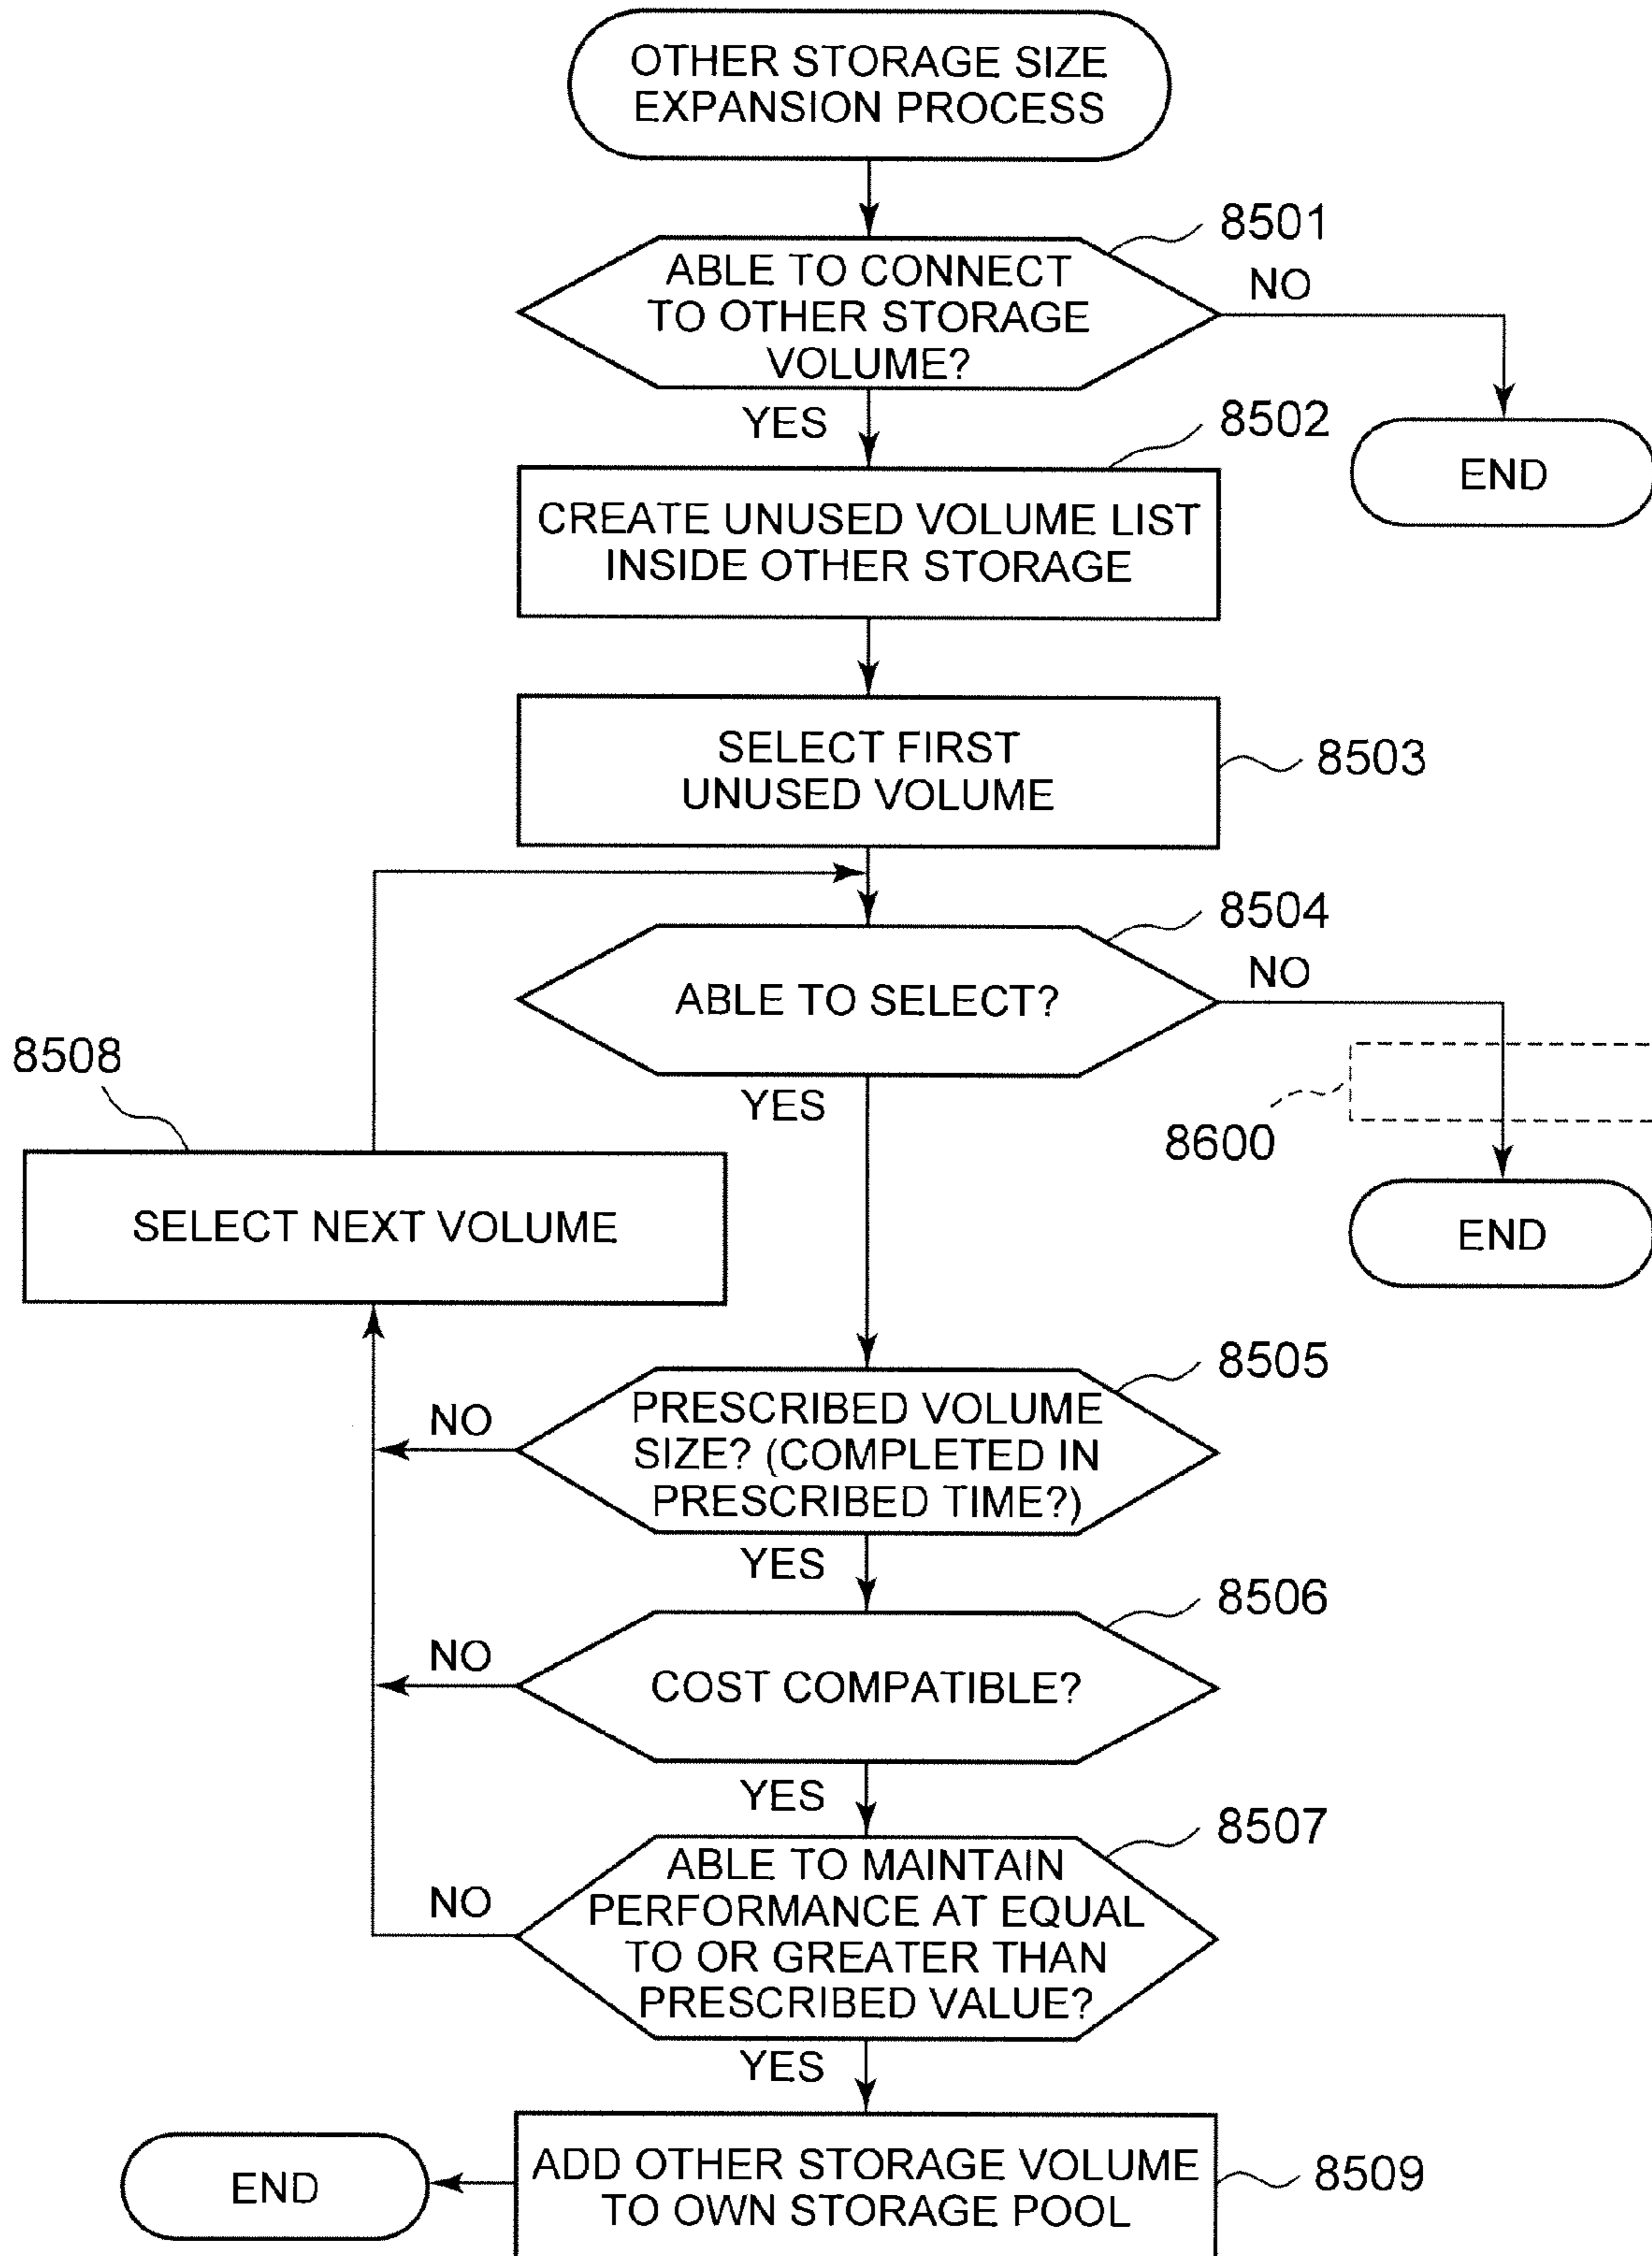 OTHER STORAGE SIZE
EXPANSION PROCESS
8501
ABLE TO CONNECT
TO OTHER STORAGE
VOLUME?
NO
YES
END
8502
CREATE UNUSED VOLUME LIST
INSIDE OTHER STORAGE
SELECT FIRST
UNUSED VOLUME
8503
8504
ABLE TO SELECT?
NO
YES
8508
8600
SELECT NEXT VOLUME
END
8505
PRESCRIBED VOLUME
SIZE? (COMPLETED IN
PRESCRIBED TIME?)
NO
YES
8506
COST COMPATIBLE?
NO
YES
8507
ABLE TO MAINTAIN
PERFORMANCE AT EQUAL
TO OR GREATER THAN
PRESCRIBED VALUE?
NO
YES
END
ADD OTHER STORAGE VOLUME
TO OWN STORAGE POOL
8509